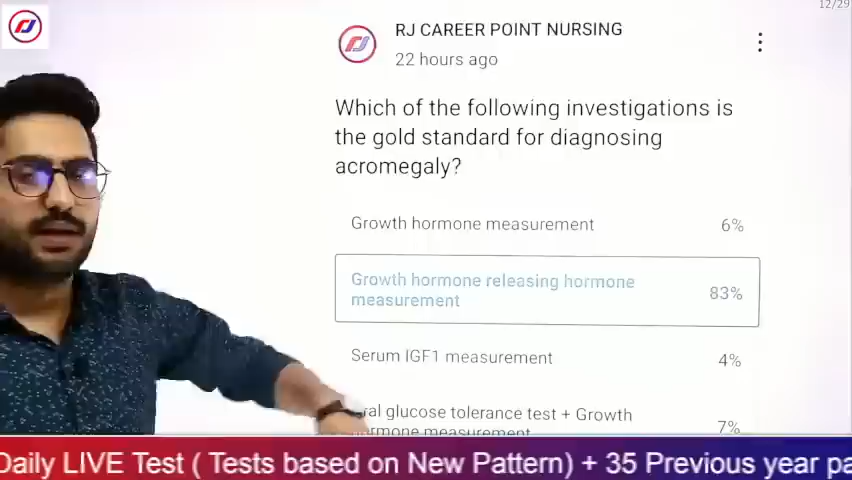 12/29
RJ CAREER POINT NURSING
22 hours ago
Which of the following investigations is
the gold standard for diagnosing
acromegaly?
Growth hormone measurement 6%
Growth hormone releasing hormone
measurement 83%
Serum IGF1 measurement 4%
glucose tolerance test + Growth
measurement 7%
Daily LIVE Test ( Tests based on New Pattern) + 35 Previous year